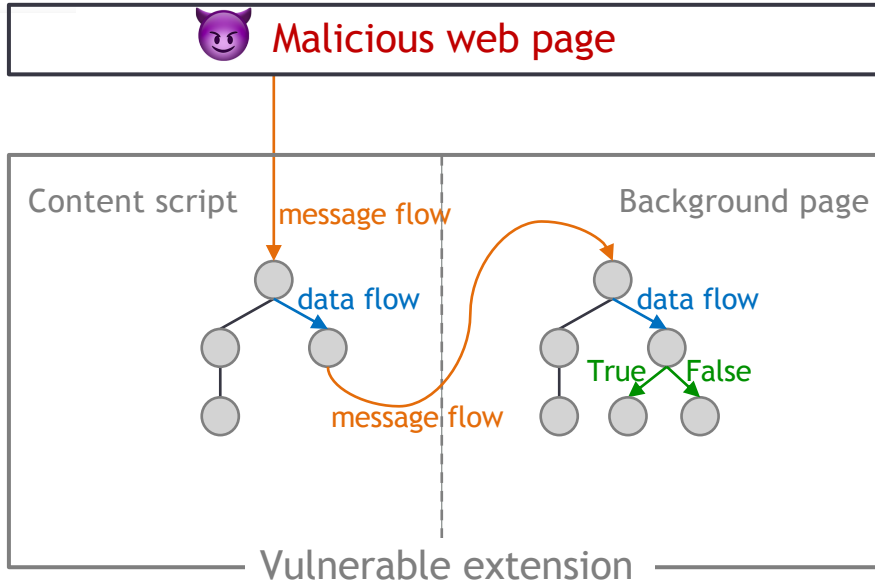 Malicious web page
Content script
Background page
message flow
data flow
data flow
True
False
message flow
Vulnerable extension